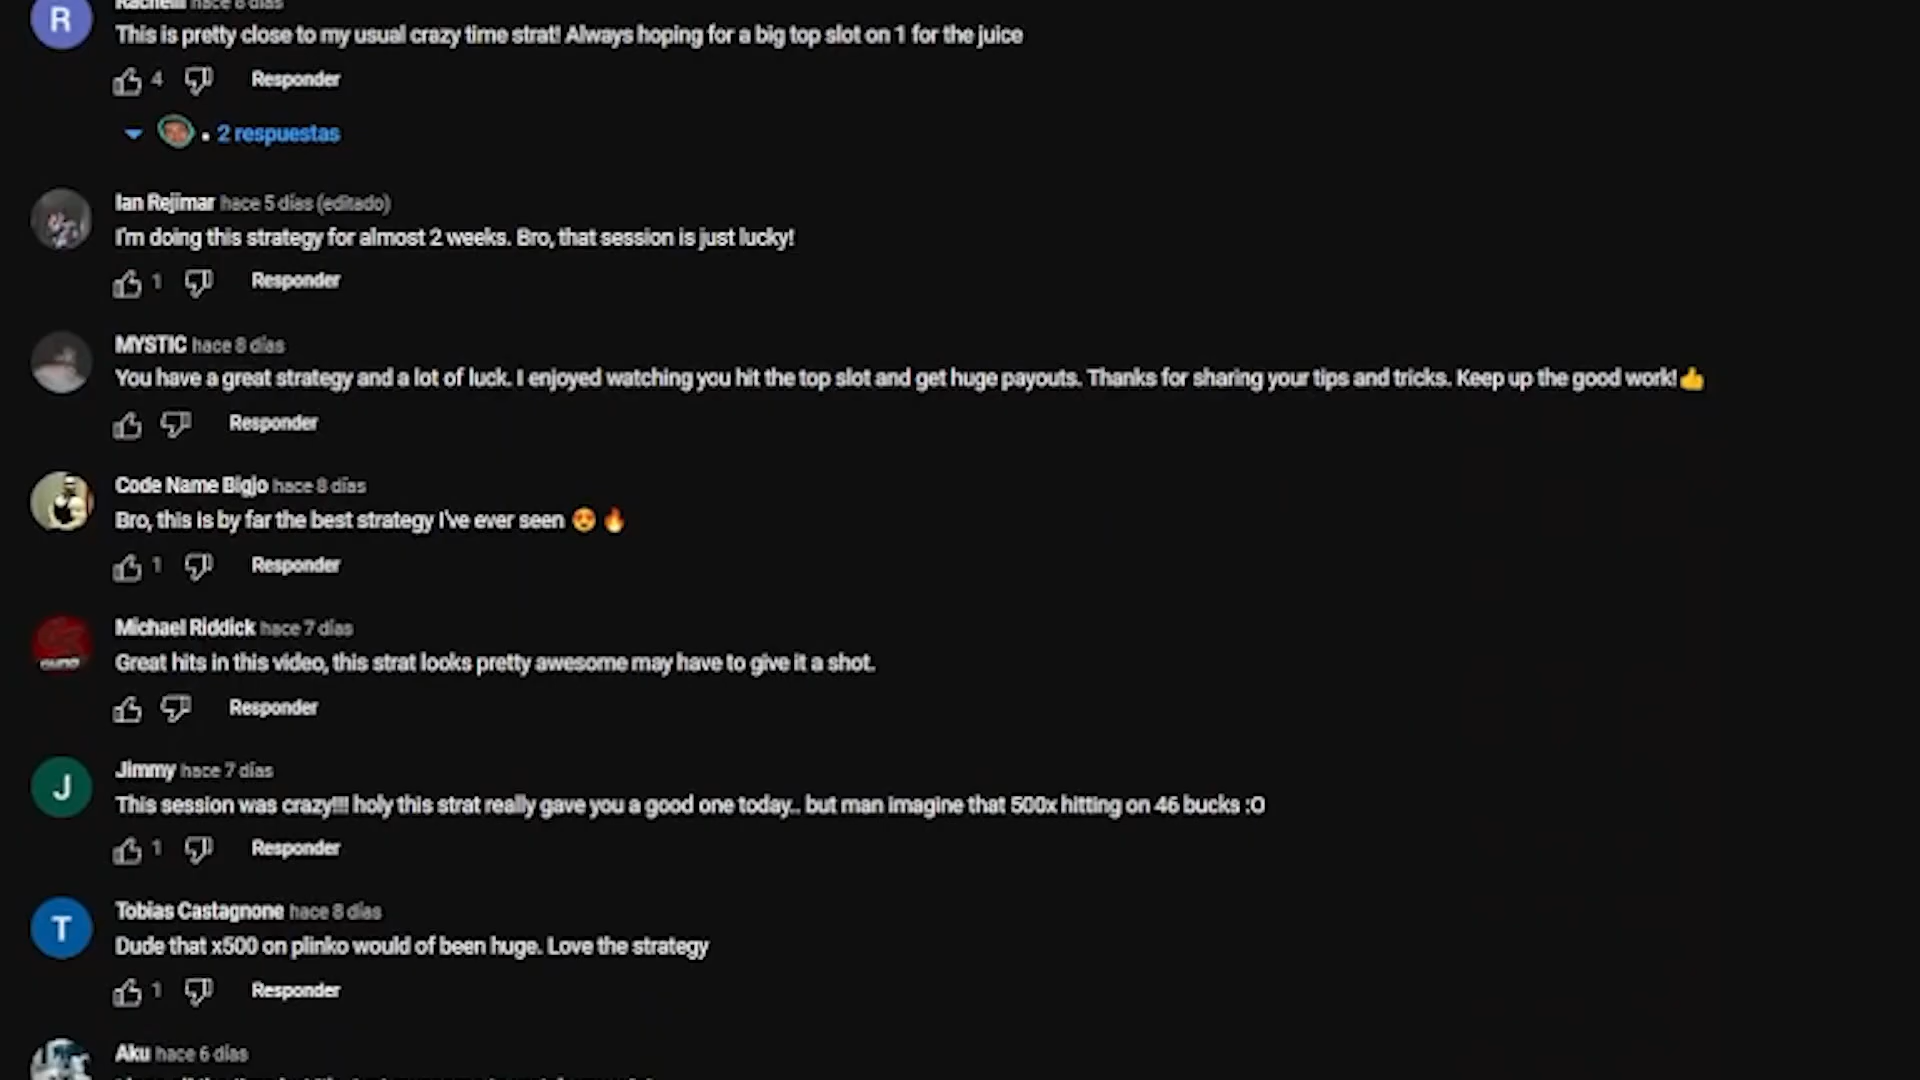 R
hace 8 días
This is pretty close to my usual crazy time strat! Always hoping for a big top slot on 1 for the juice
4 Responder
• 2 respuestas
Ian Rejimar hace 5 días (editado)
I'm doing this strategy for almost 2 weeks. Bro, that session is just lucky!
1 Responder
MYSTIC hace 8 días
You have a great strategy and a lot of luck. I enjoyed watching you hit the top slot and get huge payouts. Thanks for sharing your tips and tricks. Keep up the good work!👍
Responder
Code Name Bigjo hace 8 días
Bro, this is by far the best strategy I've ever seen 😍 🔥
1 Responder
Michael Riddick hace 7 días
Great hits in this video, this strat looks pretty awesome may have to give it a shot.
Responder
J
Jimmy hace 7 días
This session was crazy!!!! holy this strat really gave you a good one today.. but man imagine that 500x hitting on 46 bucks :O
1 Responder
T
Tobias Castagnone hace 8 días
Dude that x500 on plinko would of been huge. Love the strategy
1 Responder
Aku hace 6 días